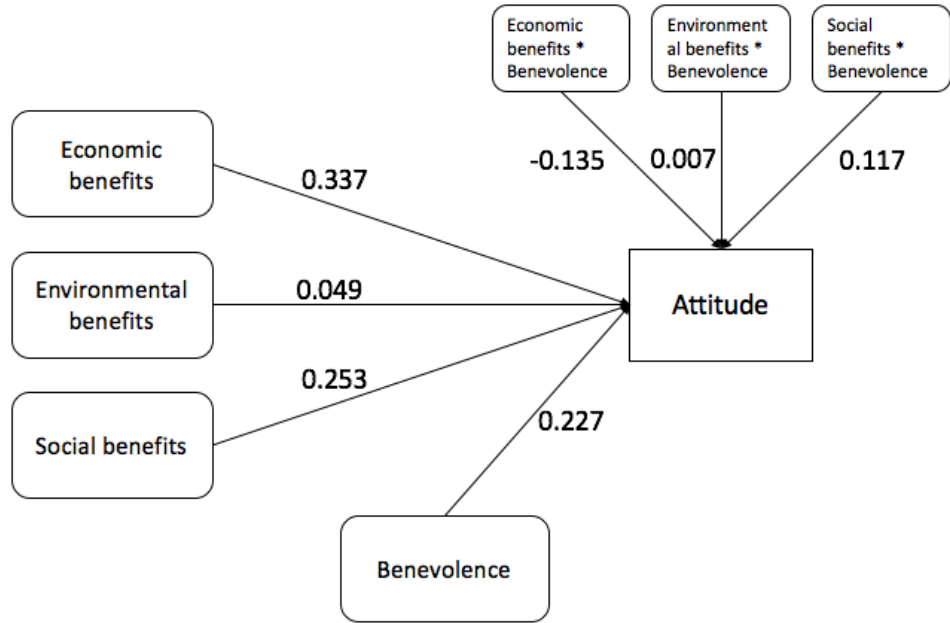 Economic
benefits *
Benevolence
Environment
al benefits *
Benevolence
Social
benefits *
Benevolence
Economic
benefits
-0.135
0.007
0.117
0.337
Environmental
benefits
0.049
Attitude
0.253
Social benefits
0.227
Benevolence